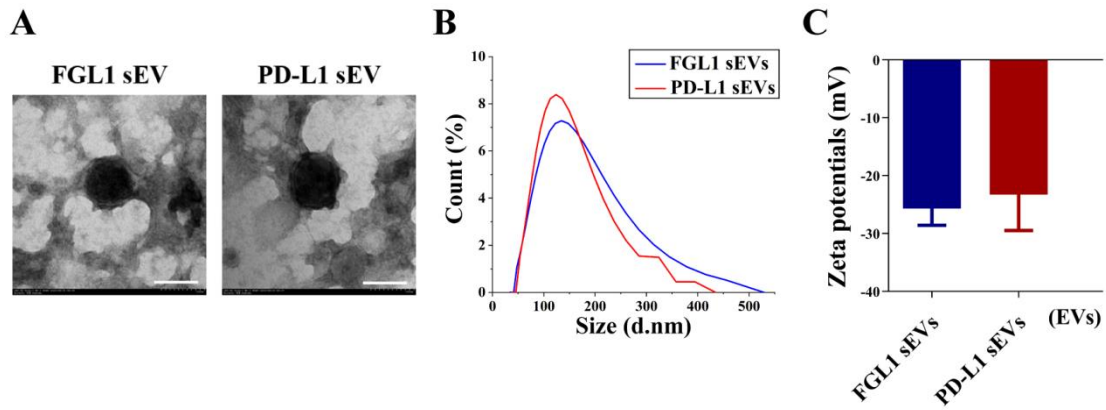 A
FGL1 sEV
PD-L1 sEV
B
Count (%)
10
8
6
4
2
0
0
100
200
300
400
500
Size (d.nm)
FGL1 sEVs
PD-L1 sEVs
C
Zeta potentials (mV)
0
-10
-20
-30
-40
FGL1 sEVs
PD-L1 sEVs
(EVs)